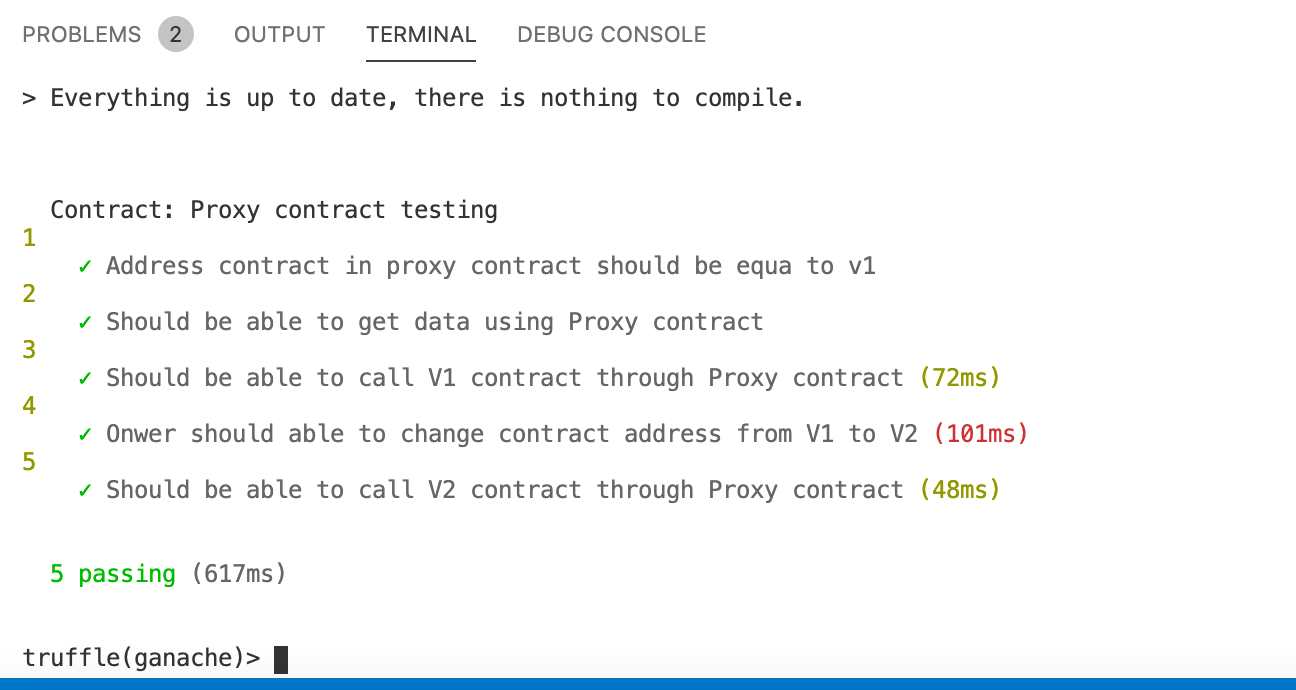 PROBLEMS 2 OUTPUT TERMINAL DEBUG CONSOLE
> Everything is up to date, there is nothing to compile.
Contract: Proxy contract testing
1
✓ Address contract in proxy contract should be equa to v1
2
✓ Should be able to get data using Proxy contract
3
✓ Should be able to call V1 contract through Proxy contract (72ms)
4
✓ Onwer should able to change contract address from V1 to V2 (101ms)
5
✓ Should be able to call V2 contract through Proxy contract (48ms)
5 passing (617ms)
truffle(ganache)>